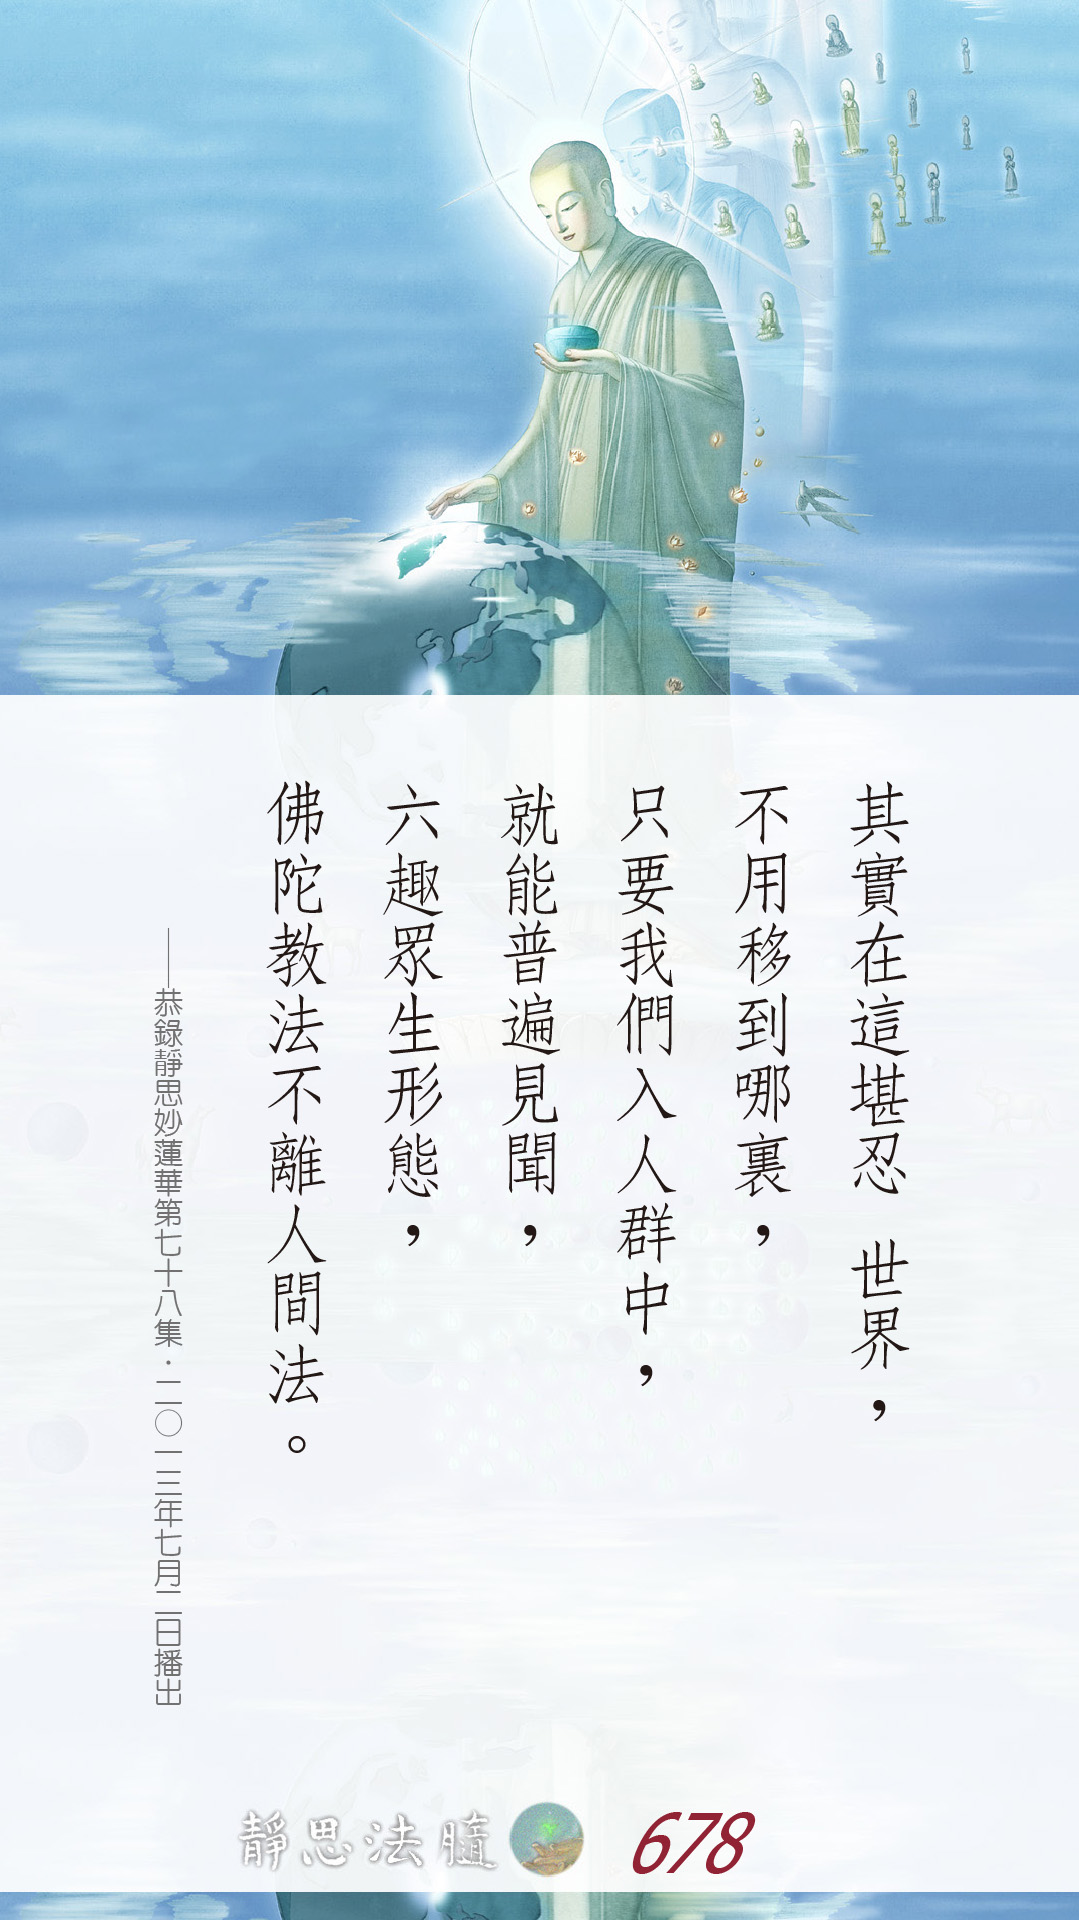 其實在這堪忍 世界，
不用移到哪裏，
只要我們入人群中，
就能普遍見聞，
六趣眾生形態，
佛陀教法不離人間法。
——恭錄靜思妙蓮華第七十八集．二〇一三年七月二日播出
靜思法髓 678